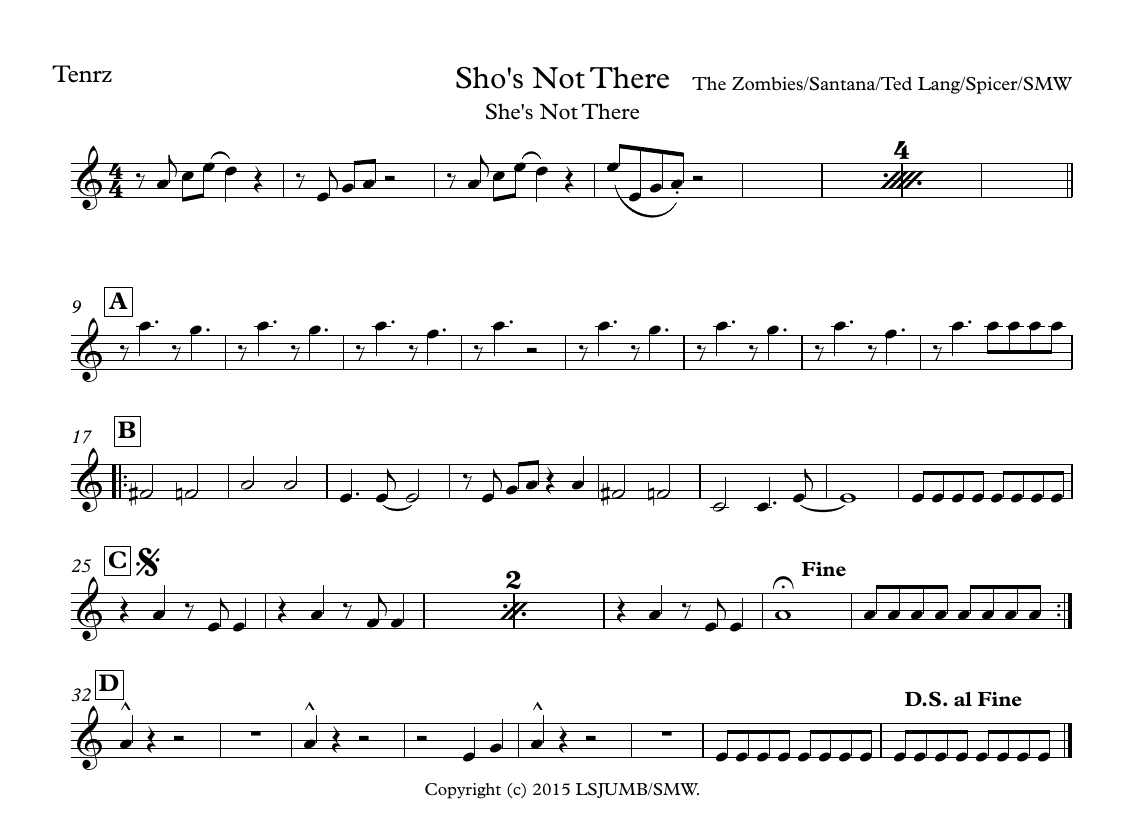 Tenrz
Sho's Not There
The Zombies/Santana/Ted Lang/Spicer/SMW
She's Not There
4
4
4
9
A
17
B
25
C
2
Fine
32
D
D.S. al Fine
Copyright (c) 2015 LSJUMB/SMW.